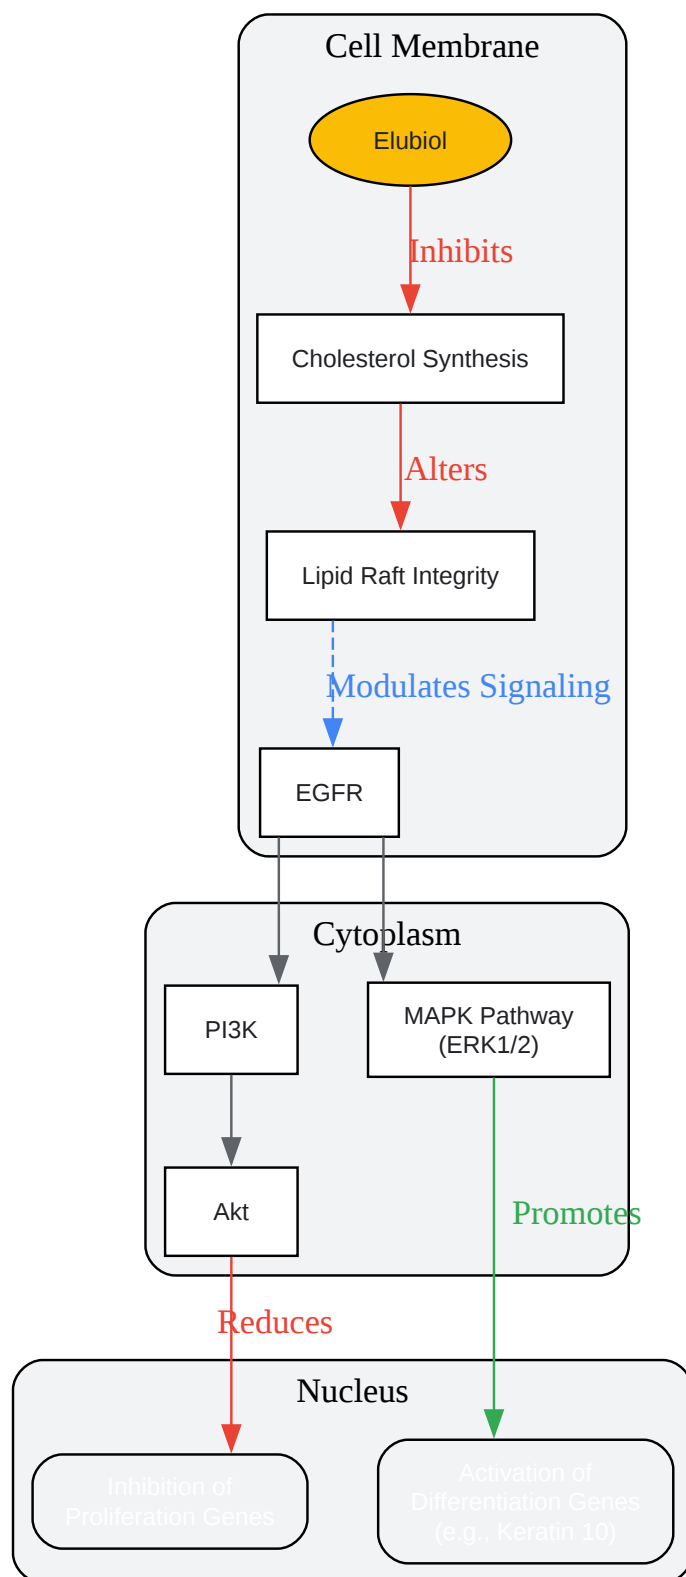 Cell Membrane
Elubiol
Inhibits
Cholesterol Synthesis
Alters
Lipid Raft Integrity
Modulates Signaling
EGFR
Cytoplasm
PI3K
MAPK Pathway
(ERK1/2)
Akt
Promotes
Reduces
Nucleus
Inhibition of
Proliferation Genes
Activation of
Differentiation Genes
(e.g., Keratin 10)